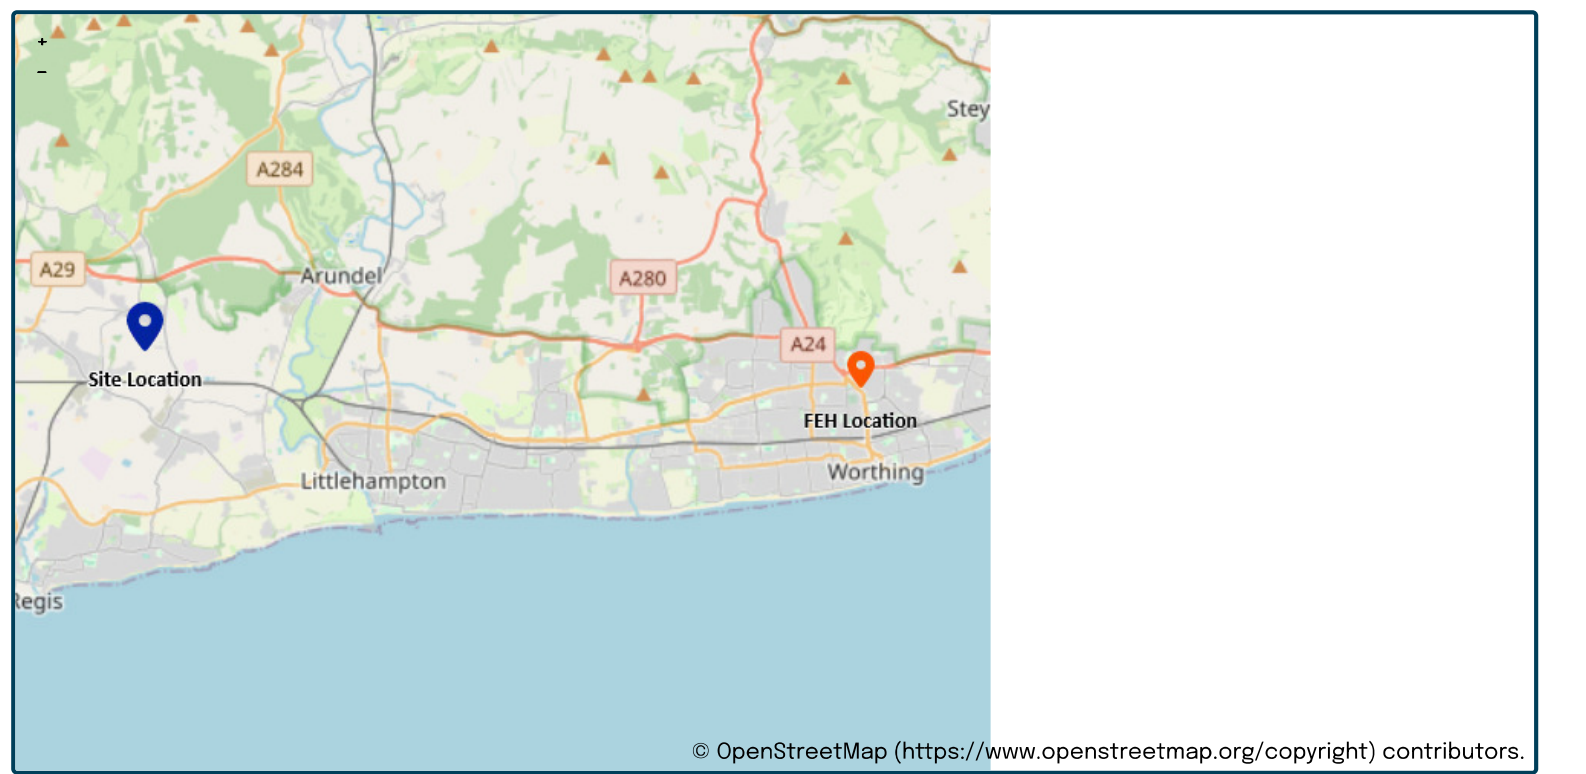 +
−
Stey
A284
A29
Arundel
A280
A24
Site Location
FEH Location
Worthing
Littlehampton
Regis
© OpenStreetMap (https://www.openstreetmap.org/copyright) contributors.